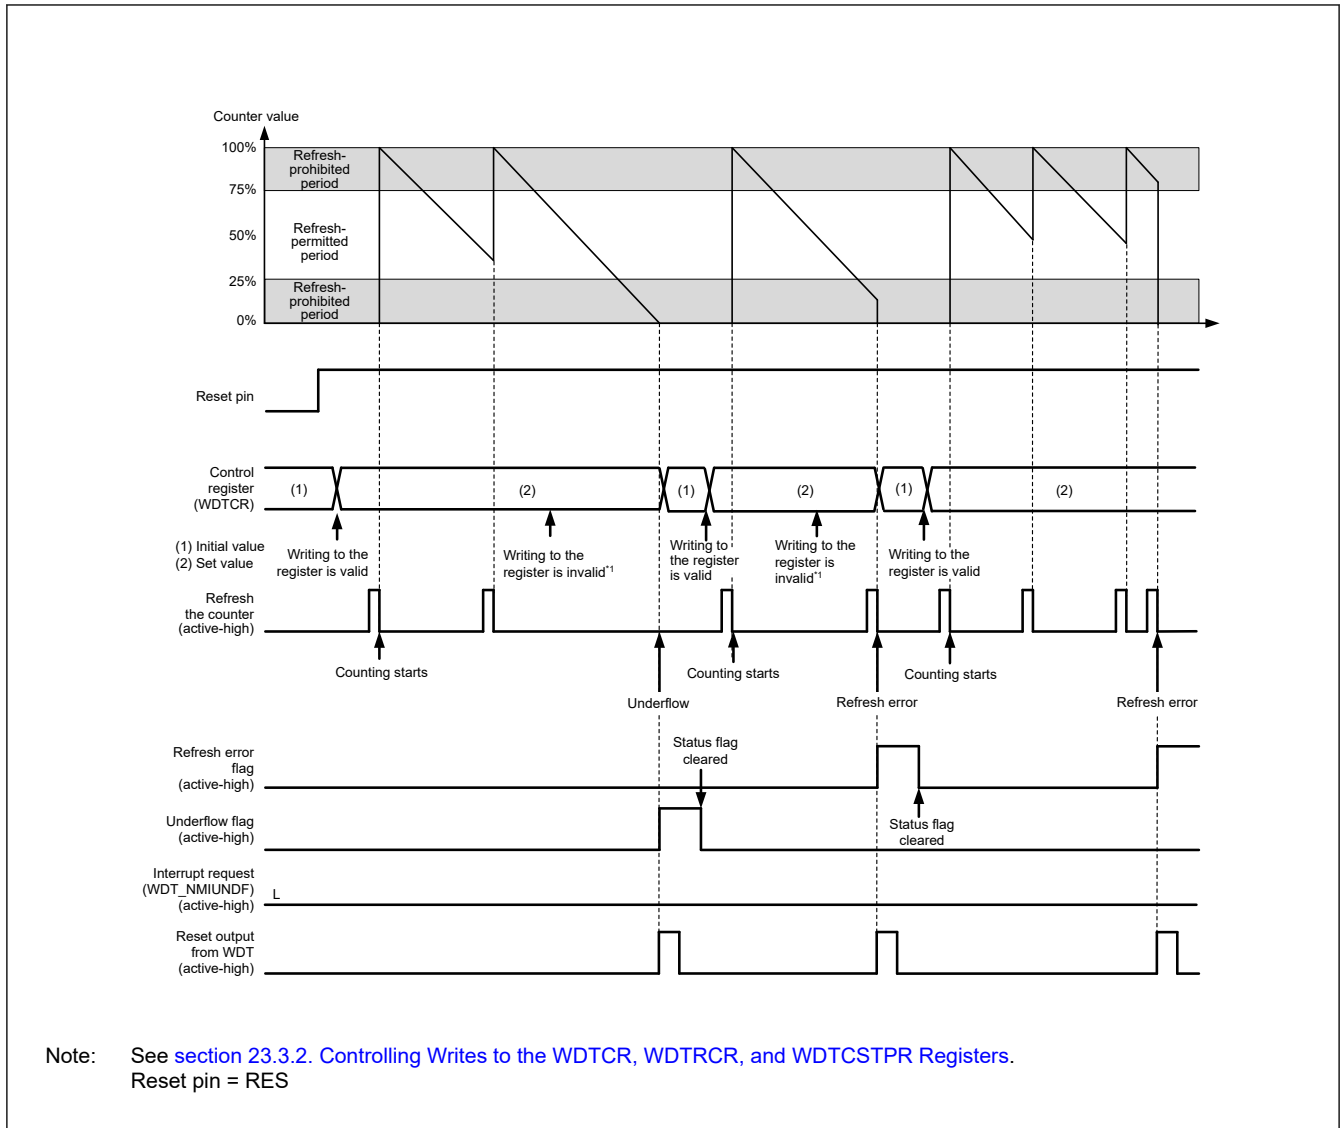 Counter value
100%
Refresh-
prohibited
period
75%
Refresh-
permitted
period
50%
25%
Refresh-
prohibited
period
0%
Reset pin
Control
register
(WDTCR)
(1)
(2)
(1)
(2)
(1)
(2)
(1) Initial value
(2) Set value
Writing to the
register is valid
Writing to the
register is invalid*1
Writing to
the register
is valid
Writing to the
register is
invalid*1
Writing to the
register is valid
Refresh
the counter
(active-high)
Counting starts
Counting starts
Counting starts
Underflow
Refresh error
Refresh error
Refresh error
flag
(active-high)
Status flag
cleared
Underflow flag
(active-high)
Status flag
cleared
Interrupt request
(WDT_NMIUNDF)
(active-high)
L
Reset output
from WDT
(active-high)
Note: See section 23.3.2. Controlling Writes to the WDTCR, WDTRCR, and WDTCSTPR Registers.
Reset pin = RES